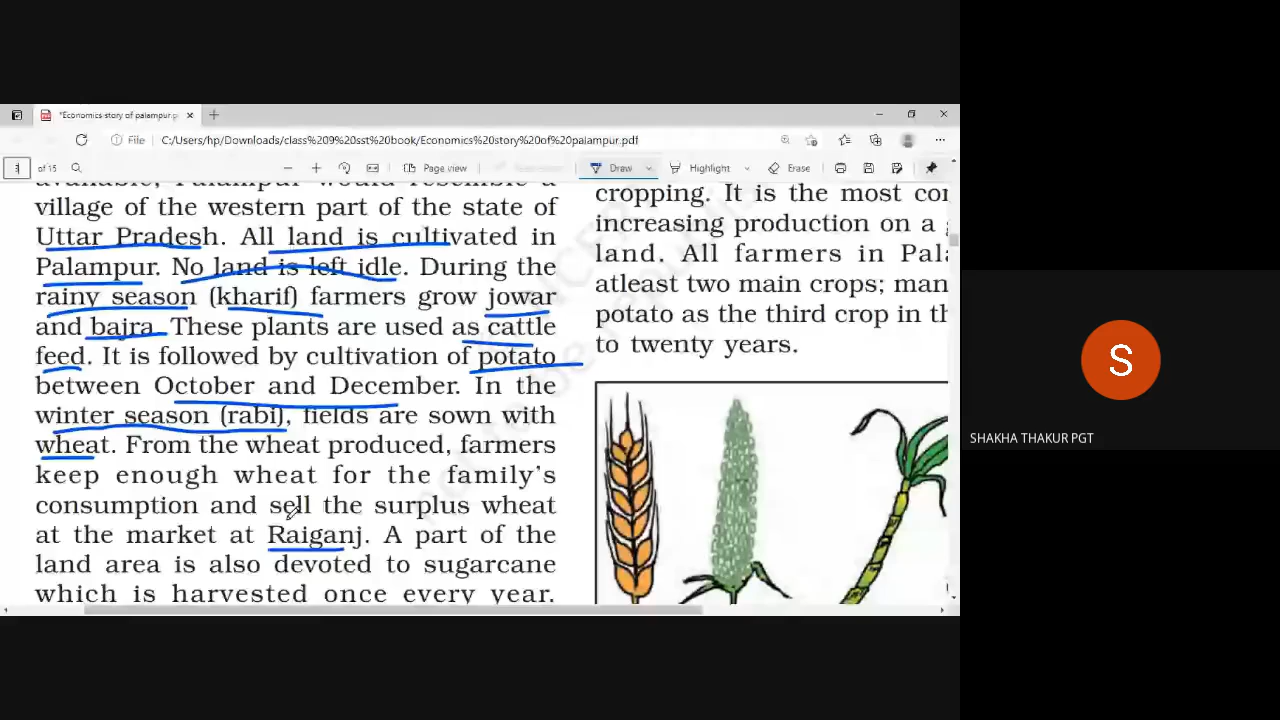 *Economics story of palampur.p
File C:/Users/hp/Downloads/class%209%20sst%20book/Economics%20story%20of%20palampur.pdf
3 of 15 Page view Draw Highlight Erase
available, Palampur would resemble a
village of the western part of the state of
Uttar Pradesh. All land is cultivated in
Palampur. No land is left idle. During the
rainy season (kharif) farmers grow jowar
and bajra. These plants are used as cattle
feed. It is followed by cultivation of potato
between October and December. In the
winter season (rabi), fields are sown with
wheat. From the wheat produced, farmers
keep enough wheat for the family's
consumption and sell the surplus wheat
at the market at Raiganj. A part of the
land area is also devoted to sugarcane
which is harvested once every year.
cropping. It is the most
increasing production on a
land. All farmers in
atleast two main crops;
potato as the third crop in
to twenty years.
SHAKHA THAKUR PGT
S